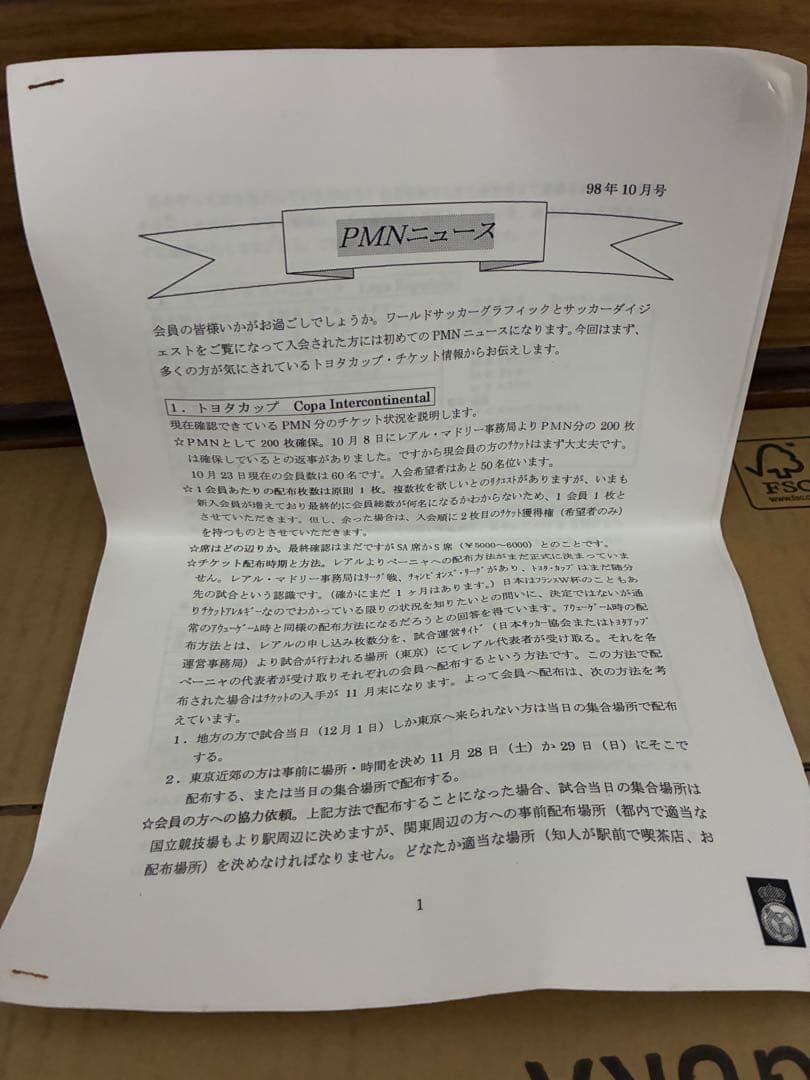 98年10月号
PMNニュース
会員の皆様いかがお過ごしでしょうか。ワールドサッカーグラフィックとサッカーダイジ
ェストをご覧になって入会された方には初めてのPMNニュースになります。今回はまず、
多くの方が気にされているトヨタカップ・チケット情報からお伝えします。
1．トヨタカップ　Copa Intercontinental
現在確認できているPMN分のチケット状況を説明します。
☆PMNとして200枚確保。10月8日にレアル・マドリー事務局よりPMN分の200枚
は確保しているとの返事がありました。ですから現会員の方のﾁｹｯﾄはまず大丈夫です。
10月23日現在の会員数は60名です。入会希望者はあと50名位います。
☆1会員あたりの配布枚数は原則1枚。複数枚を欲しいとのﾘｸｴｽﾄがありますが、いまも
新入会員が増えており最終的に会員総数が何名になるかわからないため、1会員1枚と
させていただきます。但し、余った場合は、入会順に2枚目のﾁｹｯﾄ獲得権（希望者のみ）
を持つものとさせていただきます。
☆席はどの辺りか。最終確認はまだですがSA席かS席（￥5000～6000）とのことです。
☆チケット配布時期と方法。レアルよりペーニャへの配布方法がまだ正式に決まっていま
せん。レアル・マドリー事務局はﾘｰｸﾞ戦、ﾁｬﾝﾋﾟｵﾝｽﾞ・ﾘｰｸﾞがあり、ﾄﾖﾀ・ｶｯﾌﾟはまだ随分
先の試合という認識です。（確かにまだ1ヶ月はあります。）日本はﾌﾗﾝｽW杯のこともあ
りﾁｹｯﾄｱﾚﾙｷﾞｰなのでわかっている限りの状況を知りたいとの問いに、決定ではないが通
常のｱｳｪｰｹﾞｰﾑ時と同様の配布方法になるだろうとの回答を得ています。ｱｳｪｰｹﾞｰﾑ時の配
布方法とは、レアルの申し込み枚数分を、試合運営ｻｲﾄﾞ（日本ｻｯｶｰ協会またはﾄﾖﾀｶｯﾌﾟ
運営事務局）より試合が行われる場所（東京）にてレアル代表者が受け取る。それを各
ペーニャの代表者が受け取りそれぞれの会員へ配布するという方法です。この方法で配
布された場合はﾁｹｯﾄの入手が11月末になります。よって会員へ配布は、次の方法を考
えています。
1．地方の方で試合当日（12月1日）しか東京へ来られない方は当日の集合場所で配布
する。
2．東京近郊の方は事前に場所・時間を決め11月28日（土）か29日（日）にそこで
配布する、または当日の集合場所で配布する。
☆会員の方への協力依頼。上記方法で配布することになった場合、試合当日の集合場所は
国立競技場もより駅周辺に決めますが、関東周辺の方への事前配布場所（都内で適当な
配布場所）を決めなければなりません。どなたか適当な場所（知人が駅前で喫茶店、お
1
FSC